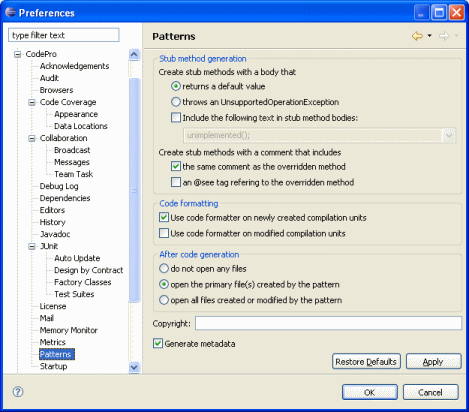 Preferences
type filter text
CodePro
Acknowledgements
Audit
Browsers
Code Coverage
Appearance
Data Locations
Collaboration
Broadcast
Messages
Team Task
Debug Log
Dependencies
Editors
History
Javadoc
JUnit
Auto Update
Design by Contract
Factory Classes
Test Suites
License
Mail
Memory Monitor
Metrics
Patterns
Startup
Patterns
Stub method generation
Create stub methods with a body that
returns a default value
throws an UnsupportedOperationException
Include the following text in stub method bodies:
unimplemented();
Create stub methods with a comment that includes
the same comment as the overridden method
an @see tag refering to the overridden method
Code formatting
Use code formatter on newly created compilation units
Use code formatter on modified compilation units
After code generation
do not open any files
open the primary file(s) created by the pattern
open all files created or modified by the pattern
Copyright:
Generate metadata
Restore Defaults
Apply
?
OK
Cancel